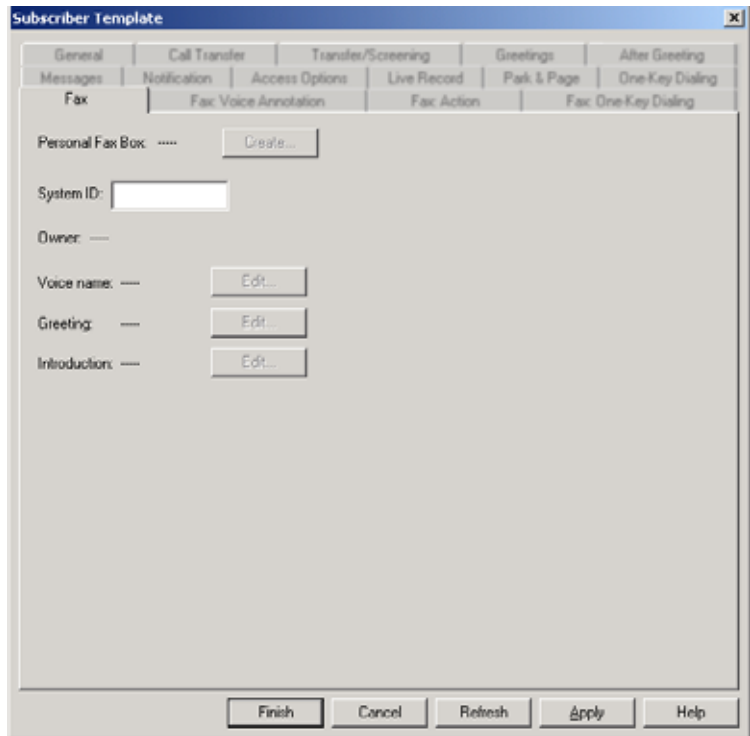 Subscriber Template
General Call Transfer Transfer/Screening Greetings After Greeting
Messages Notification Access Options Live Record Park & Page One-Key Dialing
Fax Fax: Voice Annotation Fax: Action Fax: One-Key Dialing
Personal Fax Box: ----- Create...
System ID:
Owner: ----
Voice name: ---- Edit...
Greeting: ---- Edit...
Introduction: ---- Edit...
Finish Cancel Refresh Apply Help